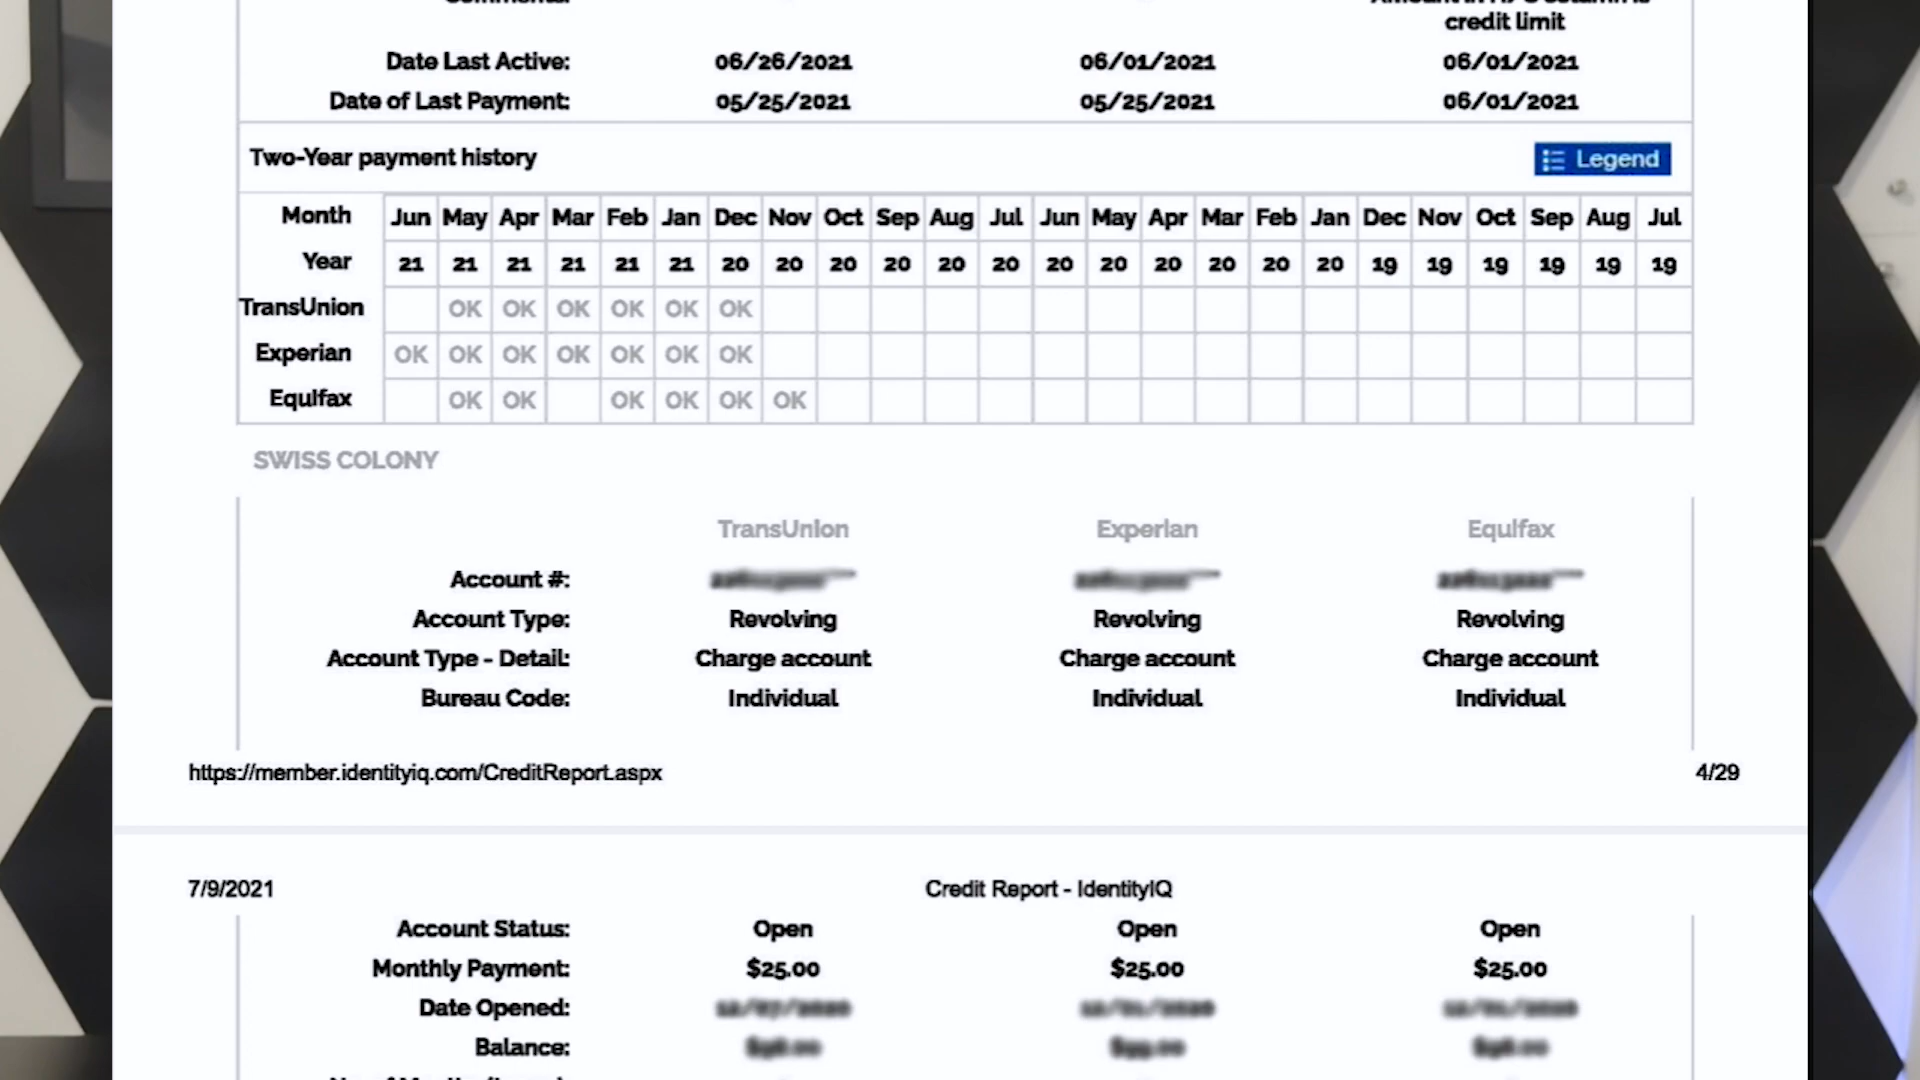 credit limit
Date Last Active: 06/26/2021 06/01/2021 06/01/2021
Date of Last Payment: 05/25/2021 05/25/2021 06/01/2021
Two-Year payment history Legend
Month Jun May Apr Mar Feb Jan Dec Nov Oct Sep Aug Jul Jun May Apr Mar Feb Jan Dec Nov Oct Sep Aug Jul
Year 21 21 21 21 21 21 20 20 20 20 20 20 20 20 20 20 20 20 19 19 19 19 19 19
TransUnion OK OK OK OK OK OK
Experian OK OK OK OK OK OK OK
Equifax OK OK OK OK OK OK
SWISS COLONY
TransUnion Experian Equifax
Account #:
Account Type: Revolving Revolving Revolving
Account Type - Detail: Charge account Charge account Charge account
Bureau Code: Individual Individual Individual
https://member.identityiq.com/CreditReport.aspx 4/29
7/9/2021 Credit Report - IdentityIQ
Account Status: Open Open Open
Monthly Payment: $25.00 $25.00 $25.00
Date Opened:
Balance: